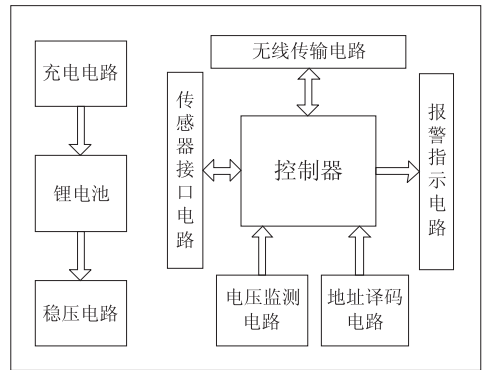 充电电路
锂电池
稳压电路
无线传输电路
传感器接口电路
控制器
报警指示电路
电压监测
电路
地址译码
电路